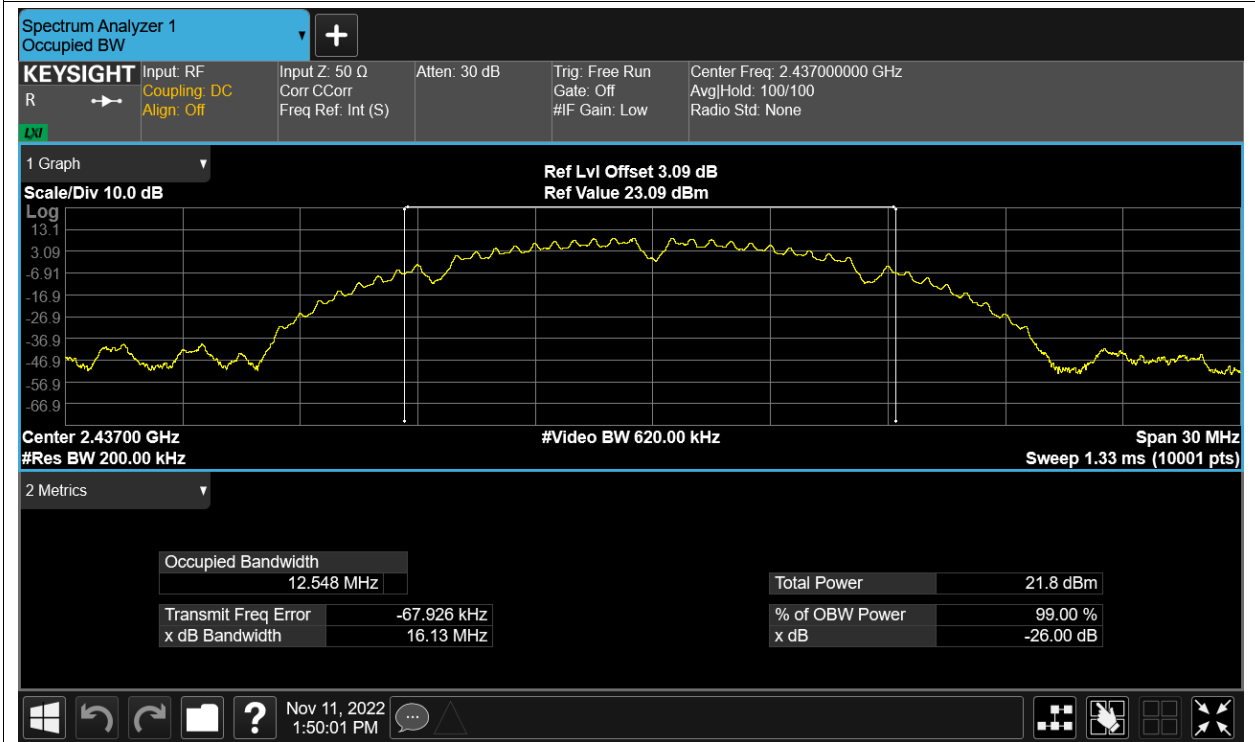 Spectrum Analyzer 1
Occupied BW
KEYSIGHT Input: RF Input Z: 50 Ω Atten: 30 dB Trig: Free Run Center Freq: 2.437000000 GHz
R Coupling: DC Corr CCorr Gate: Off Avg|Hold: 100/100
Align: Off Freq Ref: Int (S) #IF Gain: Low Radio Std: None
LXI
1 Graph
Ref Lvl Offset 3.09 dB
Scale/Div 10.0 dB Ref Value 23.09 dBm
Log
13.1
3.09
-6.91
-16.9
-26.9
-36.9
-46.9
-56.9
-66.9
Center 2.43700 GHz #Video BW 620.00 kHz Span 30 MHz
#Res BW 200.00 kHz Sweep 1.33 ms (10001 pts)
2 Metrics
Occupied Bandwidth
12.548 MHz Total Power 21.8 dBm
Transmit Freq Error -67.926 kHz % of OBW Power 99.00 %
x dB Bandwidth 16.13 MHz x dB -26.00 dB
? Nov 11, 2022
1:50:01 PM